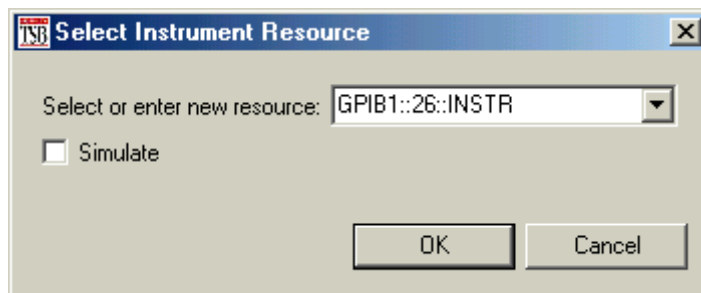 TSB Select Instrument Resource
Select or enter new resource: GPIB1::26::INSTR
Simulate
OK Cancel